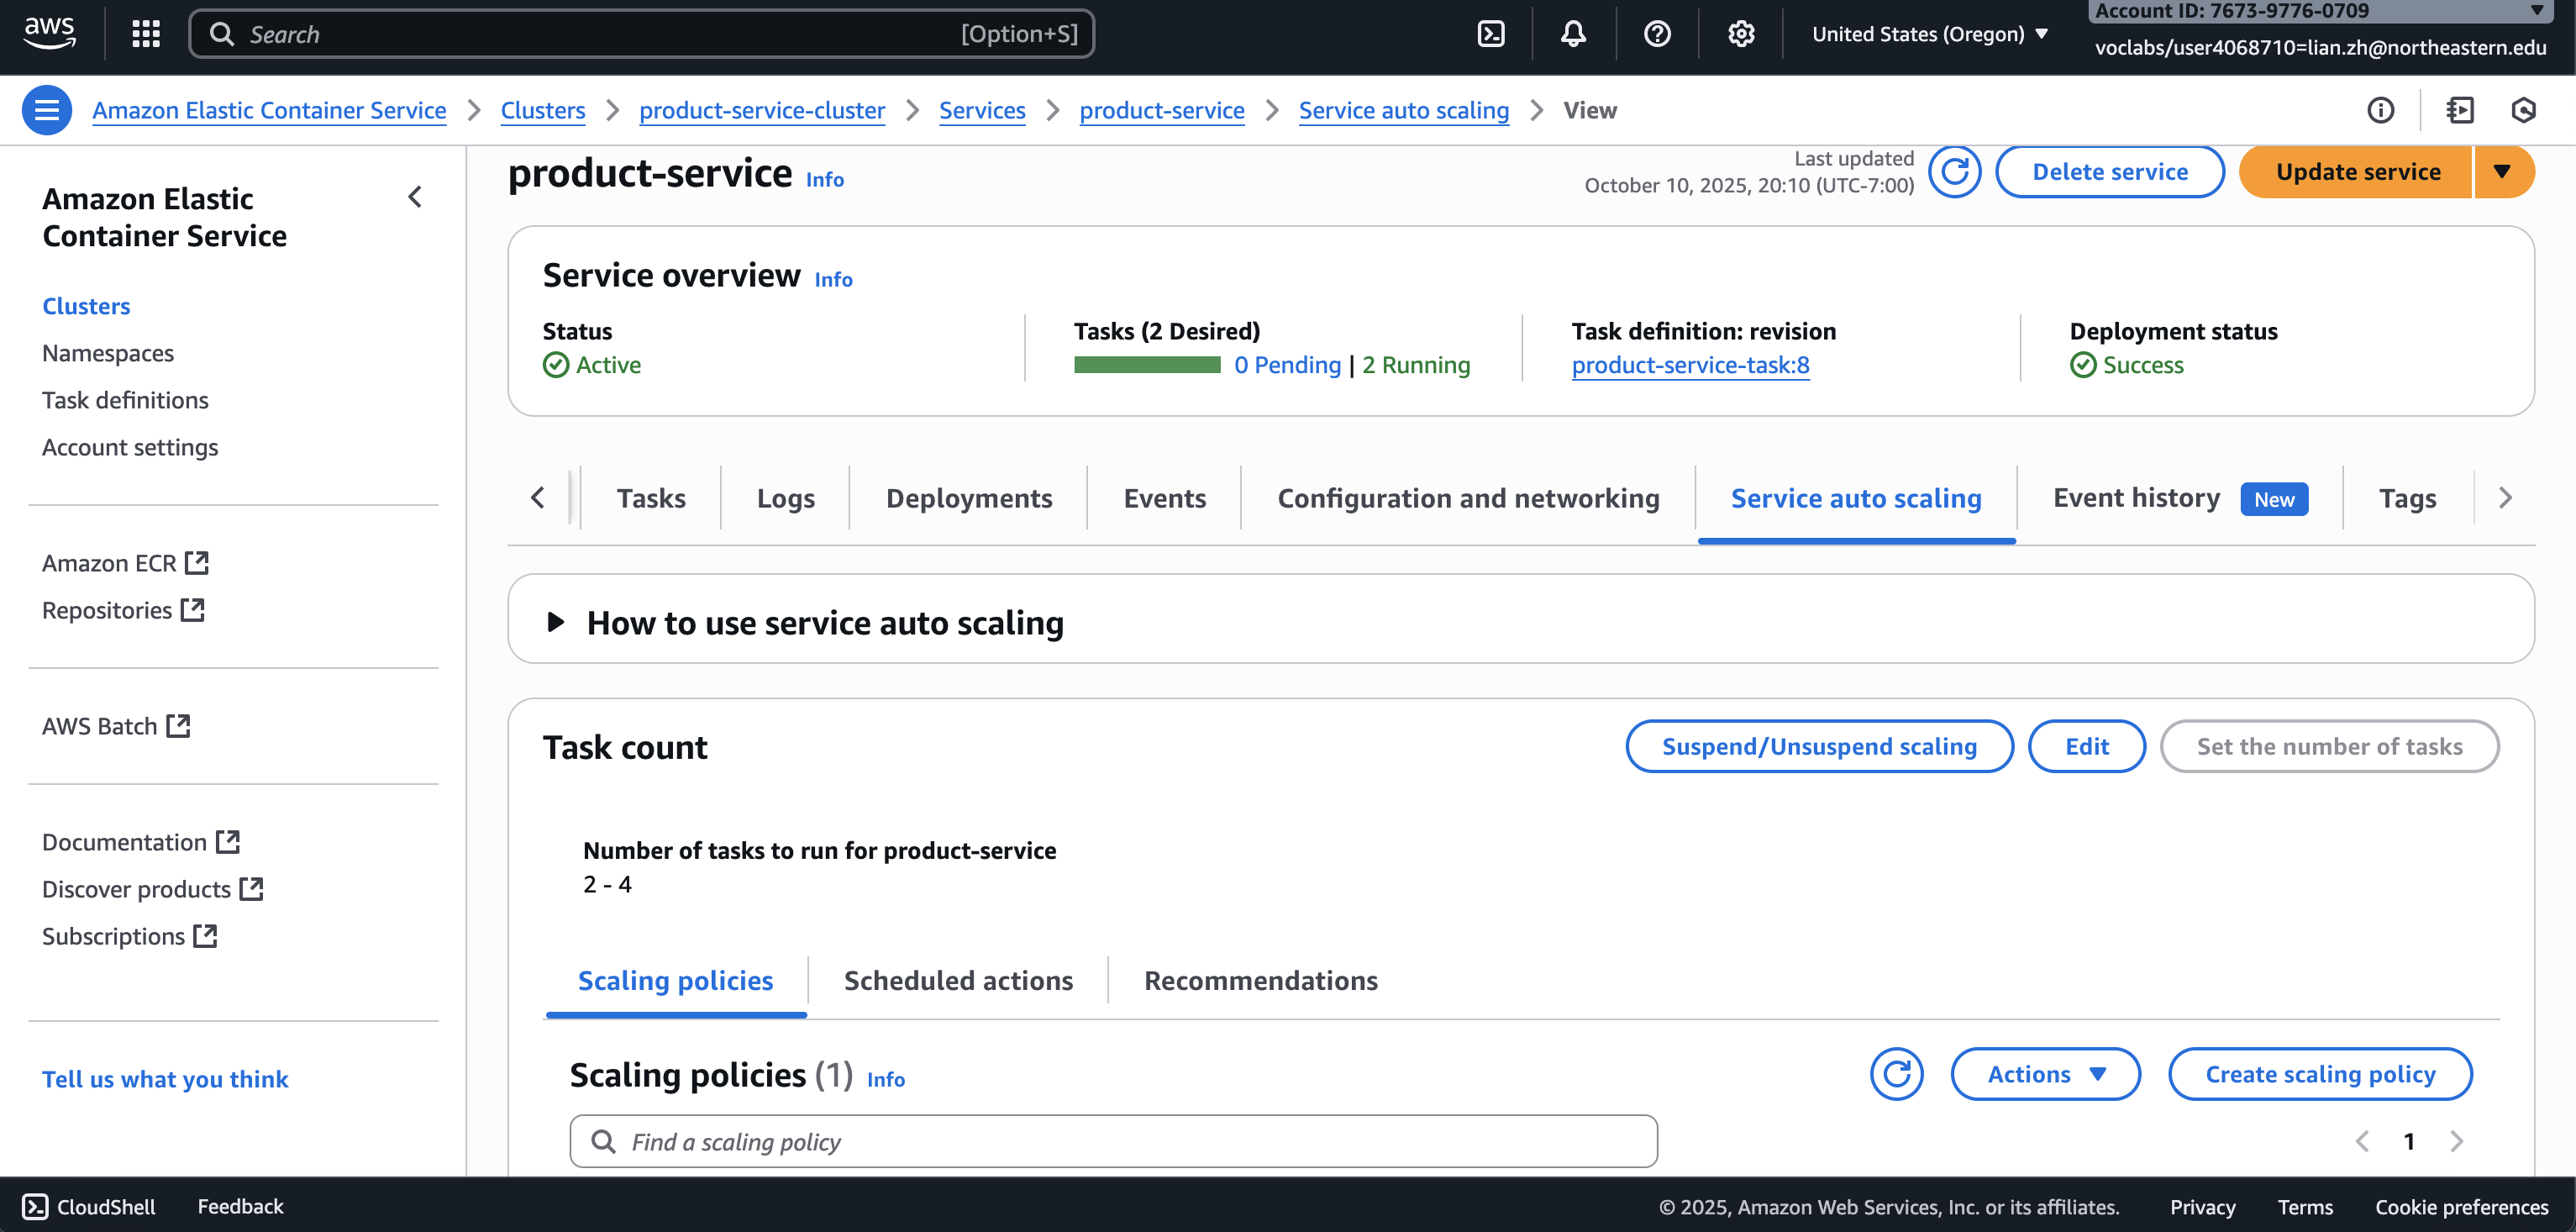 aws
Search
[Option+S]
United States (Oregon)
Account ID: 7673-9776-0709
voclabs/user4068710=lian.zh@northeastern.edu
Amazon Elastic Container Service
Clusters
product-service-cluster
Services
product-service
Service auto scaling
View
Amazon Elastic
Container Service
Clusters
Namespaces
Task definitions
Account settings
Amazon ECR
Repositories
AWS Batch
Documentation
Discover products
Subscriptions
Tell us what you think
product-service Info
Last updated
October 10, 2025, 20:10 (UTC-7:00)
Delete service
Update service
Service overview Info
Status
Active
Tasks (2 Desired)
0 Pending | 2 Running
Task definition: revision
product-service-task:8
Deployment status
Success
Tasks
Logs
Deployments
Events
Configuration and networking
Service auto scaling
Event history New
Tags
How to use service auto scaling
Task count
Suspend/Unsuspend scaling
Edit
Set the number of tasks
Number of tasks to run for product-service
2 - 4
Scaling policies
Scheduled actions
Recommendations
Scaling policies (1) Info
Actions
Create scaling policy
Find a scaling policy
1
CloudShell
Feedback
© 2025, Amazon Web Services, Inc. or its affiliates.
Privacy
Terms
Cookie preferences